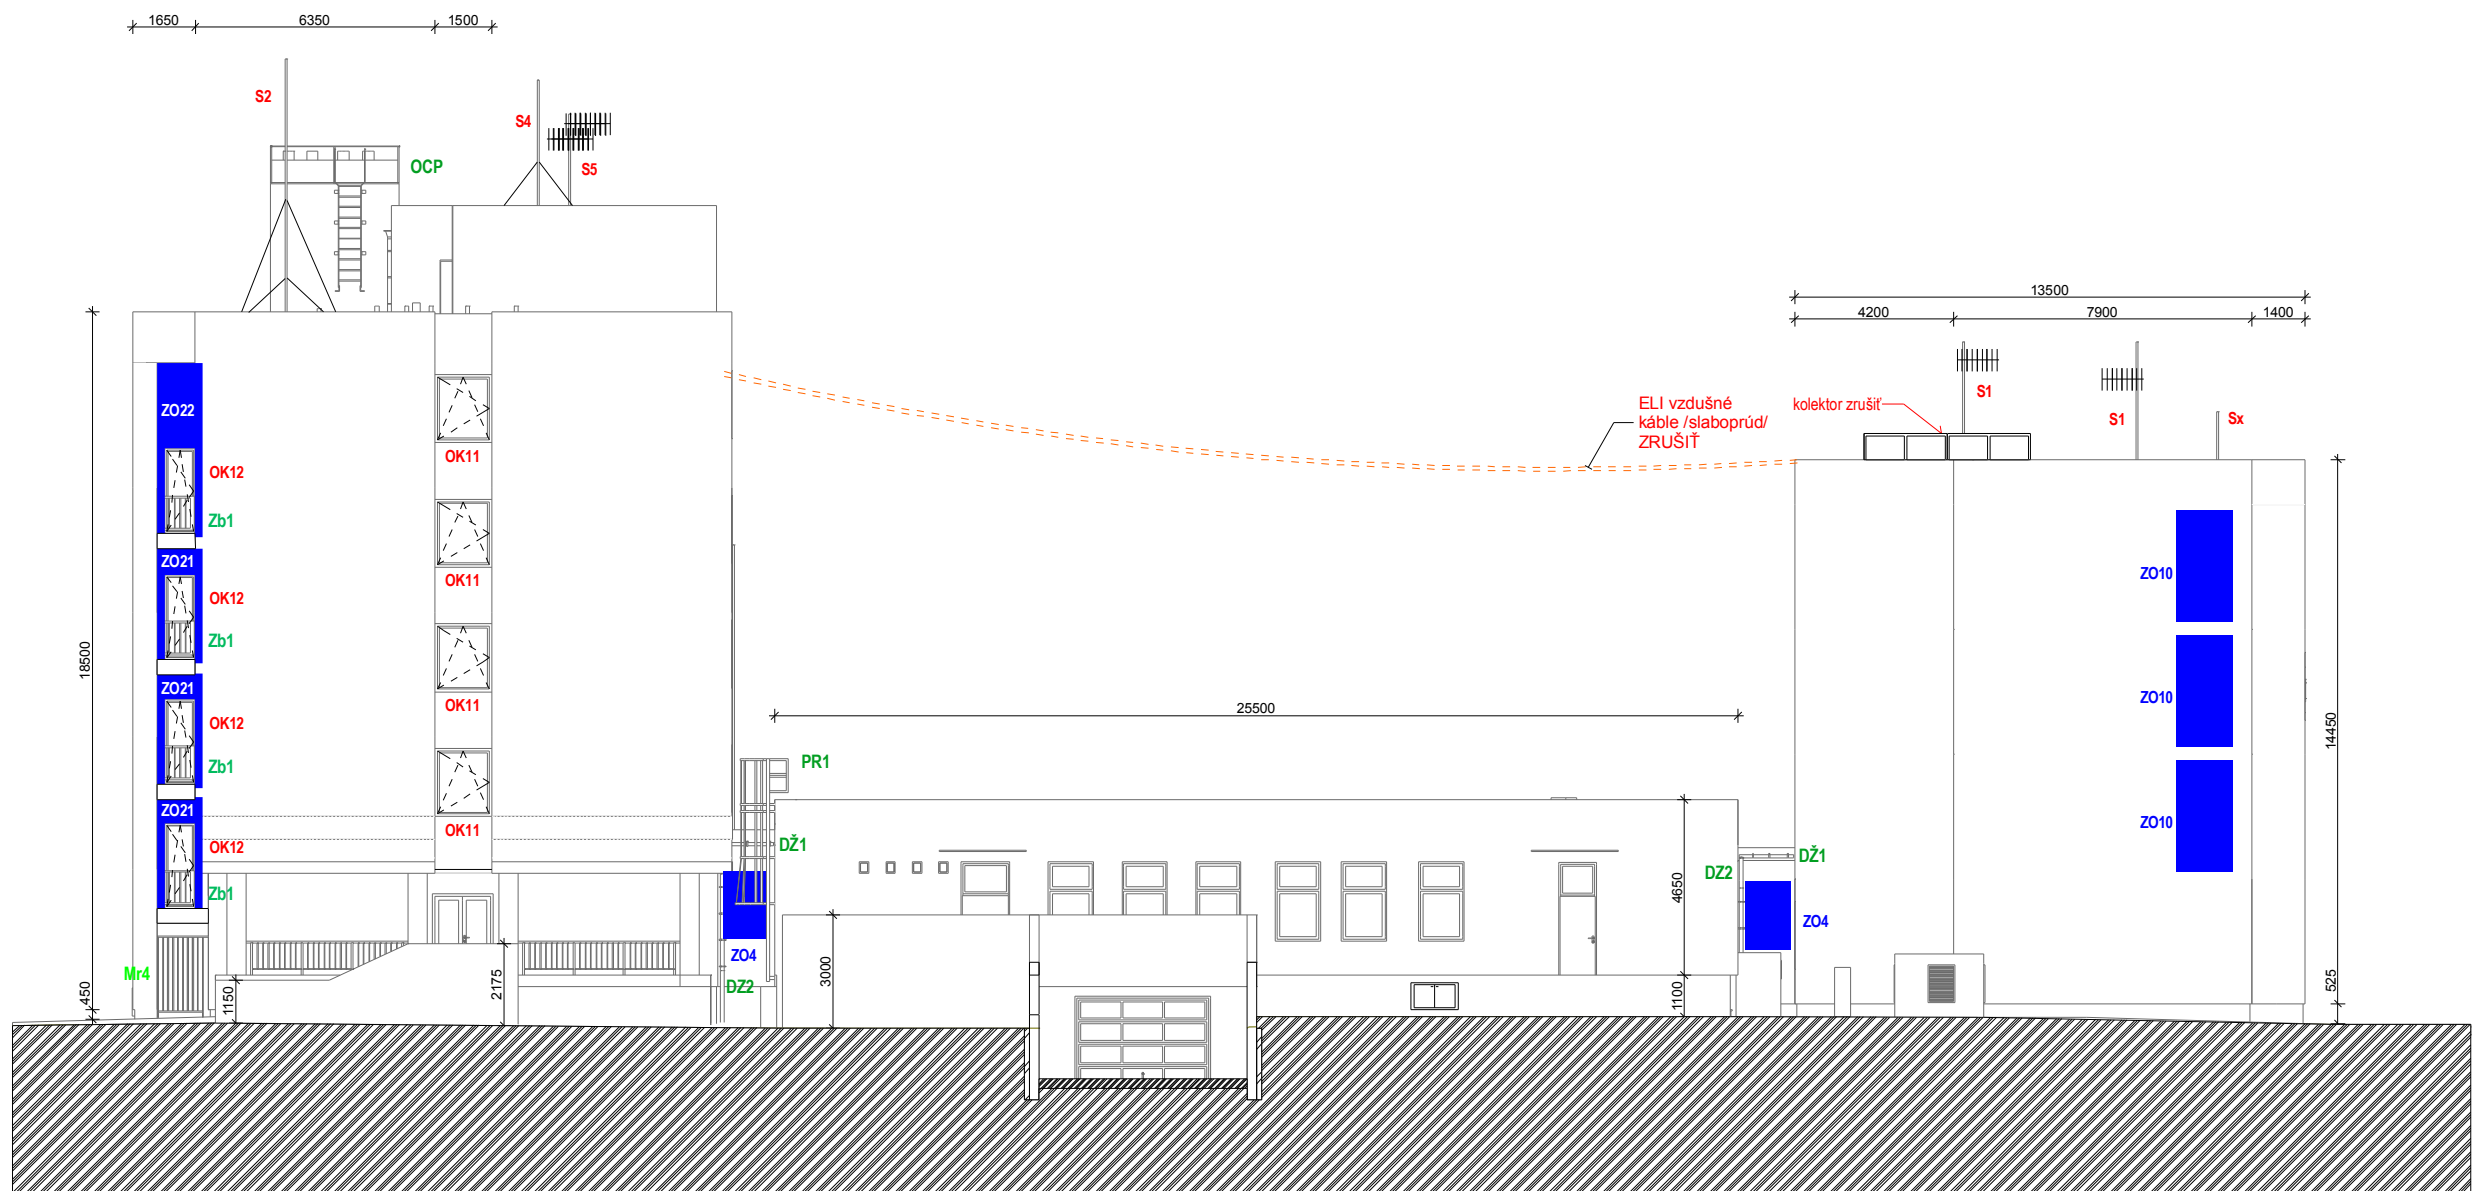 1650 6350 1500
S2
S4
S5
OCP
13500
4200 7900 1400
S1
kolektor zrušiť
S1
Sx
ELI vzdušné
káble /slaboprúd/
ZRUŠIŤ
ZO22
OK11
OK12
Zb1
ZO21
OK12
OK11
ZO10
Zb1
18500
ZO21
ZO10
OK12
OK11
25500
14450
Zb1
PR1
ZO21
ZO10
OK11
OK12
DŽ1
DŽ1
DZ2
4650
Zb1
ZO4
ZO4
Mr4
2175
3000
DZ2
450
1150
1100
525